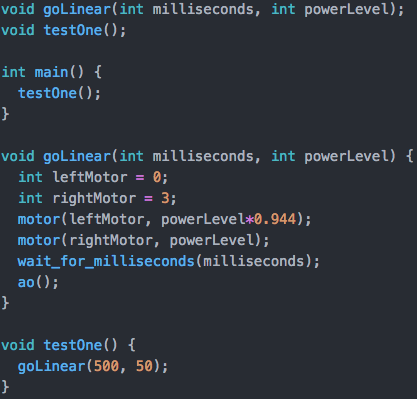 void goLinear(int milliseconds, int powerLevel);
void testOne();

int main() {
  testOne();
}

void goLinear(int milliseconds, int powerLevel) {
  int leftMotor = 0;
  int rightMotor = 3;
  motor(leftMotor, powerLevel*0.944);
  motor(rightMotor, powerLevel);
  wait_for_milliseconds(milliseconds);
  ao();
}

void testOne() {
  goLinear(500, 50);
}